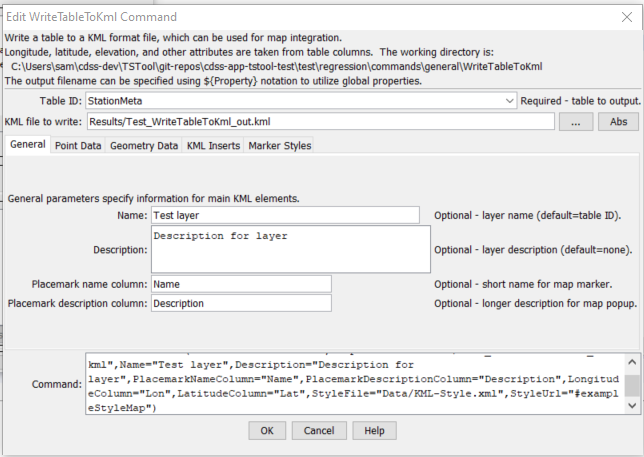 Edit WriteTableToKml Command
Write a table to a KML format file, which can be used for map integration.
Longitude, latitude, elevation, and other attributes are taken from table columns.  The working directory is:
C:\Users\sam\cdss-dev\TSTool\git-repos\cdss-app-tstool-test\test\regression\commands\general\WriteTableToKml
The output filename can be specified using ${Property} notation to utilize global properties.
Table ID: StationMeta Required - table to output.
KML file to write: Results/Test_WriteTableToKml_out.kml ... Abs
General Point Data Geometry Data KML Inserts Marker Styles
General parameters specify information for main KML elements.
Name: Test layer Optional - layer name (default=table ID).
Description for layer
Description: Optional - layer description (default=none).
Placemark name column: Name Optional - short name for map marker.
Placemark description column: Description Optional - longer description for map popup.
kml",Name="Test layer",Description="Description for
layer",PlacemarkNameColumn="Name",PlacemarkDescriptionColumn="Description",Longitud
Command: eColumn="Lon",LatitudeColumn="Lat",StyleFile="Data/KML-Style.xml",StyleUrl="#exampl
eStyleMap")
OK Cancel Help